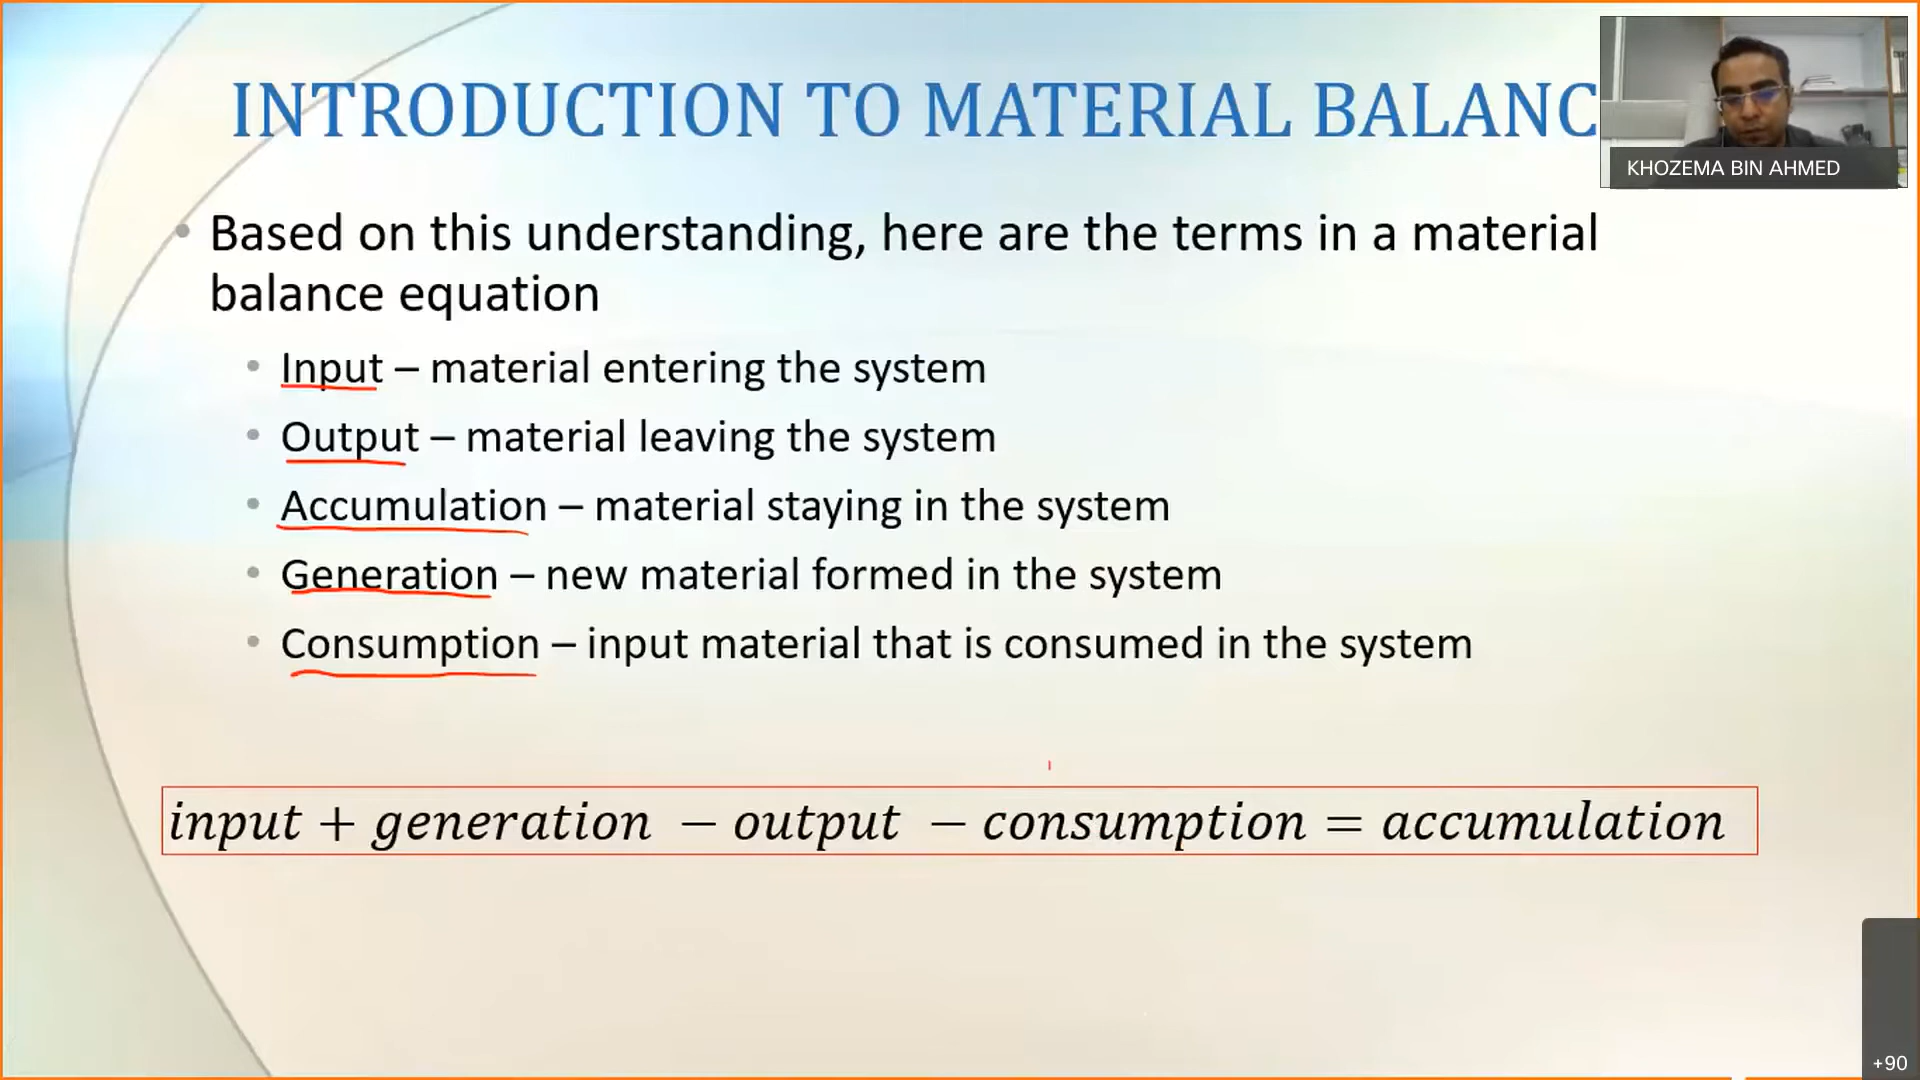 INTRODUCTION TO MATERIAL BALANC
KHOZEMA BIN AHMED
• Based on this understanding, here are the terms in a material
balance equation
• Input – material entering the system
• Output – material leaving the system
• Accumulation – material staying in the system
• Generation – new material formed in the system
• Consumption – input material that is consumed in the system
input + generation − output − consumption = accumulation
+90